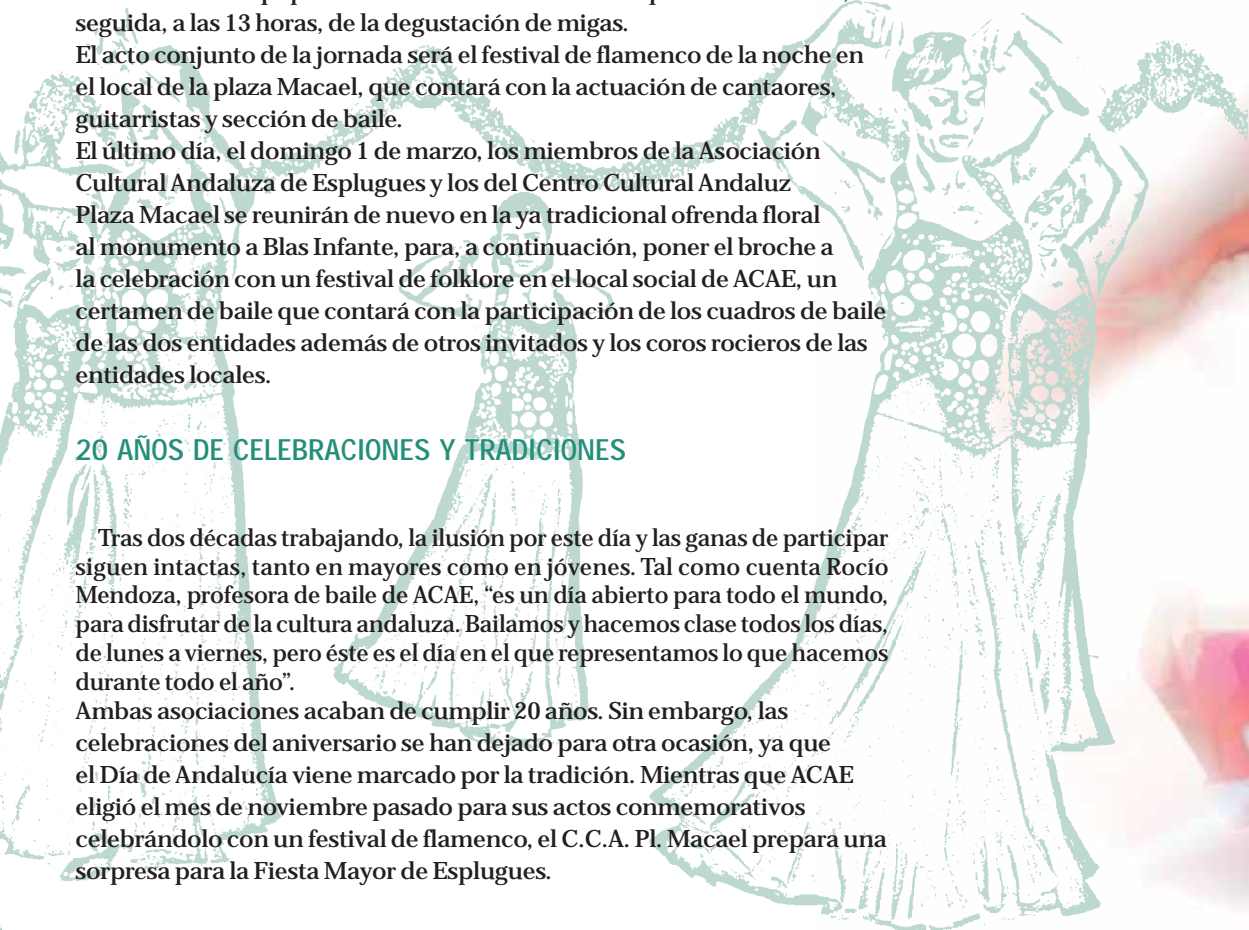 seguida, a las 13 horas, de la degustación de migas.
El acto conjunto de la jornada será el festival de flamenco de la noche en
el local de la plaza Macael, que contará con la actuación de cantaores,
guitarristas y sección de baile.
El último día, el domingo 1 de marzo, los miembros de la Asociación
Cultural Andaluza de Esplugues y los del Centro Cultural Andaluz
Plaza Macael se reunirán de nuevo en la ya tradicional ofrenda floral
al monumento a Blas Infante, para, a continuación, poner el broche a
la celebración con un festival de folklore en el local social de ACAE, un
certamen de baile que contará con la participación de los cuadros de baile
de las dos entidades además de otros invitados y los coros rocieros de las
entidades locales.
20 AÑOS DE CELEBRACIONES Y TRADICIONES
Tras dos décadas trabajando, la ilusión por este día y las ganas de participar
siguen intactas, tanto en mayores como en jóvenes. Tal como cuenta Rocío
Mendoza, profesora de baile de ACAE, “es un día abierto para todo el mundo,
para disfrutar de la cultura andaluza. Bailamos y hacemos clase todos los días,
de lunes a viernes, pero éste es el día en el que representamos lo que hacemos
durante todo el año”.
Ambas asociaciones acaban de cumplir 20 años. Sin embargo, las
celebraciones del aniversario se han dejado para otra ocasión, ya que
el Día de Andalucía viene marcado por la tradición. Mientras que ACAE
eligió el mes de noviembre pasado para sus actos conmemorativos
celebrándolo con un festival de flamenco, el C.C.A. Pl. Macael prepara una
sorpresa para la Fiesta Mayor de Esplugues.